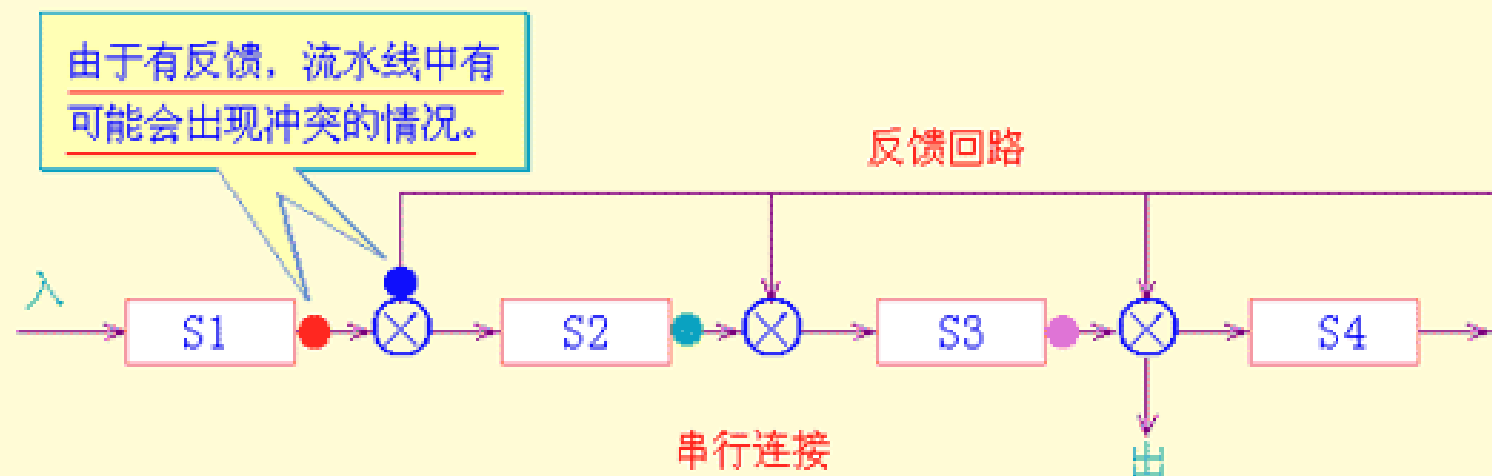 由于有反馈，流水线中有
可能会出现冲突的情况。
反馈回路
入
S1
S2
S3
S4
串行连接
出